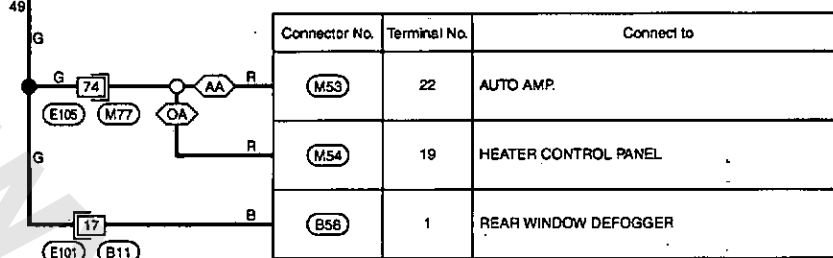 49
G
Connector No. Terminal No. Connect to
G 74 AA R M53 22 AUTO AMP.
E105 M77 OA
G R M54 19 HEATER CONTROL PANEL
17 B B58 1 REAR WINDOW DEFOGGER
E101 B11